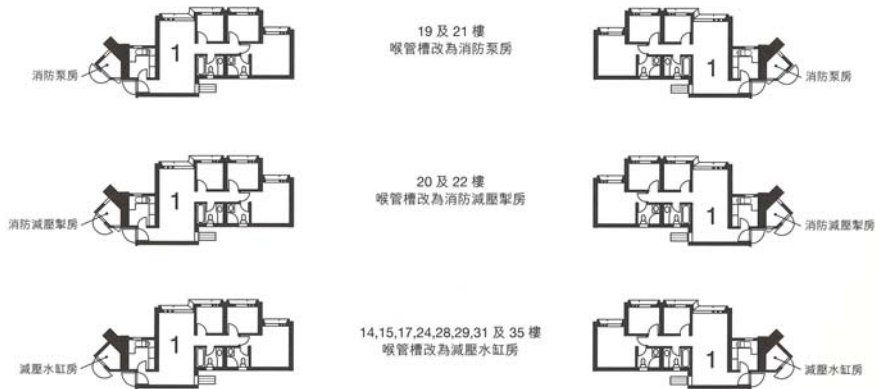 19 及 21 樓
喉管槽改為消防泵房
1
1
消防泵房
消防泵房
20 及 22 樓
喉管槽改為消防減壓掣房
1
1
消防減壓掣房
消防減壓掣房
14,15,17,24,28,29,31 及 35 樓
喉管槽改為減壓水缸房
1
1
減壓水缸房
減壓水缸房